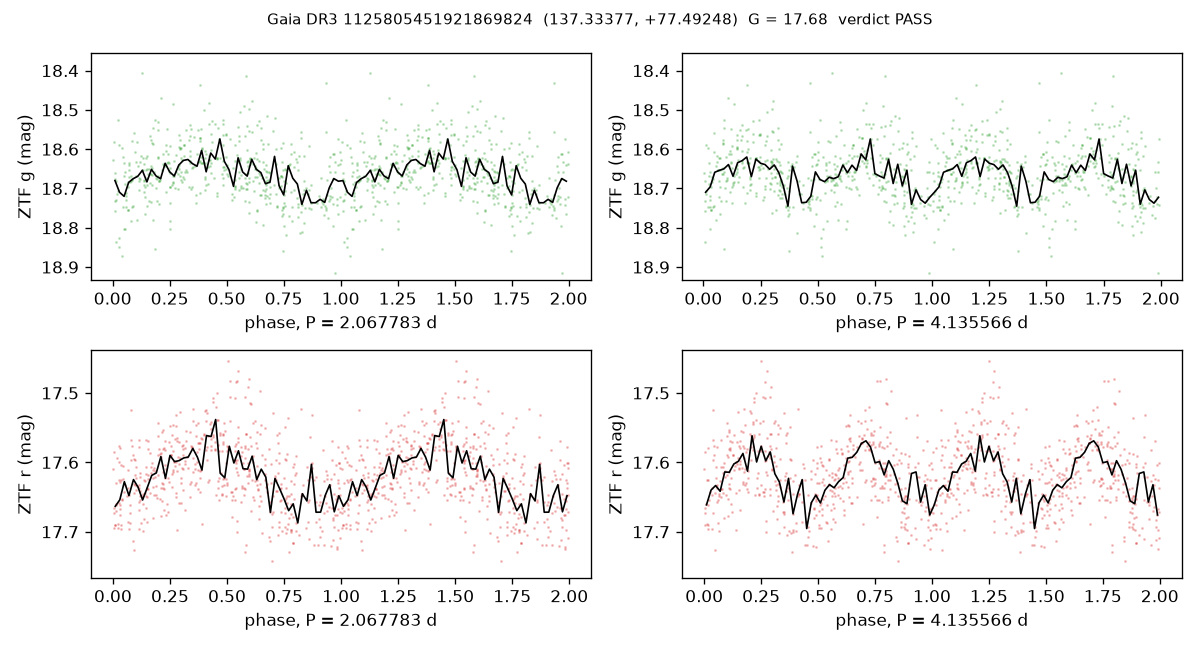 Gaia DR3 1125805451921869824 (137.33377, +77.49248) G = 17.68 verdict PASS
ZTF g (mag)
18.4
18.5
18.6
18.7
18.8
18.9
0.00 0.25 0.50 0.75 1.00 1.25 1.50 1.75 2.00
phase, P = 2.067783 d
ZTF g (mag)
18.4
18.5
18.6
18.7
18.8
18.9
0.00 0.25 0.50 0.75 1.00 1.25 1.50 1.75 2.00
phase, P = 4.135566 d
ZTF r (mag)
17.5
17.6
17.7
0.00 0.25 0.50 0.75 1.00 1.25 1.50 1.75 2.00
phase, P = 2.067783 d
ZTF r (mag)
17.5
17.6
17.7
0.00 0.25 0.50 0.75 1.00 1.25 1.50 1.75 2.00
phase, P = 4.135566 d